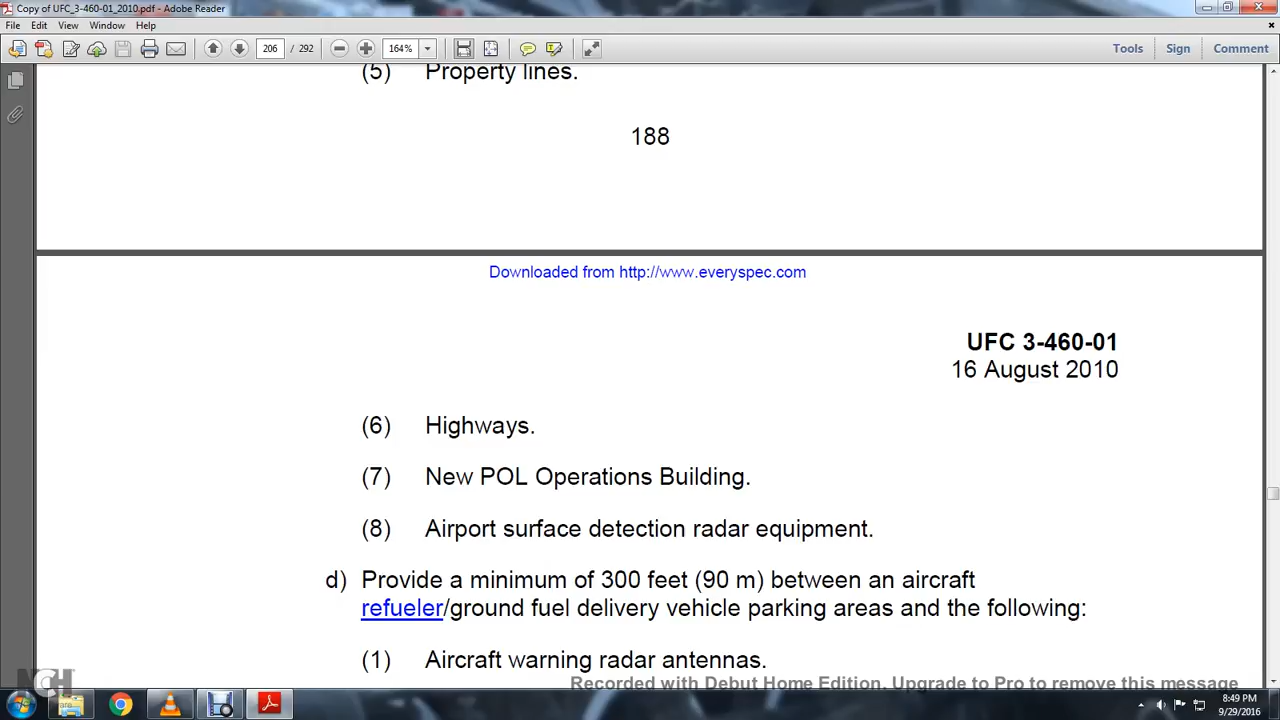 Copy of UFC_3-460-01_2010.pdf - Adobe Reader
File Edit View Window Help
206 / 292 164% Tools Sign Comment
(5) Property lines.
188
Downloaded from http://www.everyspec.com
UFC 3-460-01
16 August 2010
(6) Highways.
(7) New POL Operations Building.
(8) Airport surface detection radar equipment.
d) Provide a minimum of 300 feet (90 m) between an aircraft
refueler/ground fuel delivery vehicle parking areas and the following:
(1) Aircraft warning radar antennas.
NCH
Recorded with Debut Home Edition. Upgrade to Pro to remove this message
8:49 PM
9/29/2016